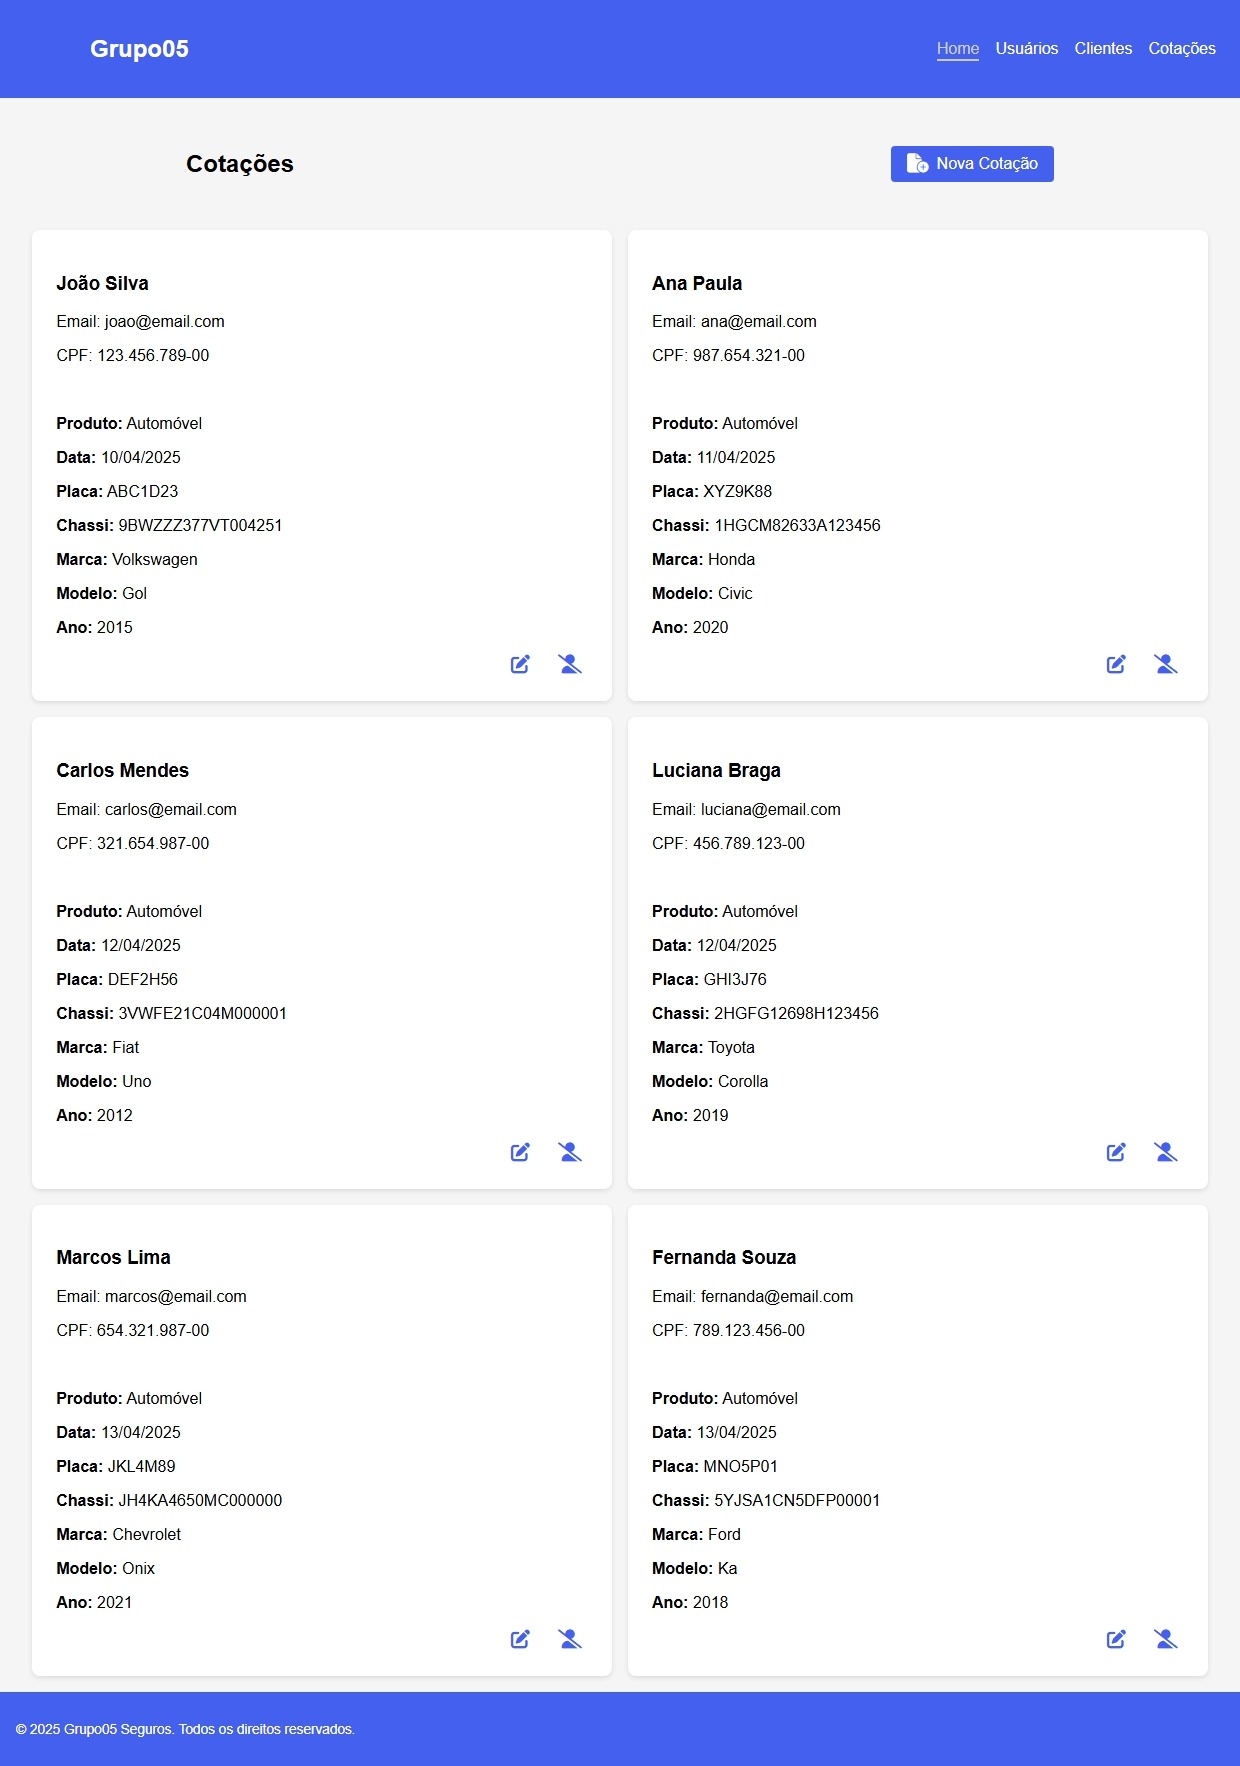 Grupo05
Home Usuários Clientes Cotações
Cotações
Nova Cotação
João Silva
Email: joao@email.com
CPF: 123.456.789-00
Produto: Automóvel
Data: 10/04/2025
Placa: ABC1D23
Chassi: 9BWZZZ377VT004251
Marca: Volkswagen
Modelo: Gol
Ano: 2015
Ana Paula
Email: ana@email.com
CPF: 987.654.321-00
Produto: Automóvel
Data: 11/04/2025
Placa: XYZ9K88
Chassi: 1HGCM82633A123456
Marca: Honda
Modelo: Civic
Ano: 2020
Carlos Mendes
Email: carlos@email.com
CPF: 321.654.987-00
Produto: Automóvel
Data: 12/04/2025
Placa: DEF2H56
Chassi: 3VWFE21C04M000001
Marca: Fiat
Modelo: Uno
Ano: 2012
Luciana Braga
Email: luciana@email.com
CPF: 456.789.123-00
Produto: Automóvel
Data: 12/04/2025
Placa: GHI3J76
Chassi: 2HGFG12698H123456
Marca: Toyota
Modelo: Corolla
Ano: 2019
Marcos Lima
Email: marcos@email.com
CPF: 654.321.987-00
Produto: Automóvel
Data: 13/04/2025
Placa: JKL4M89
Chassi: JH4KA4650MC000000
Marca: Chevrolet
Modelo: Onix
Ano: 2021
Fernanda Souza
Email: fernanda@email.com
CPF: 789.123.456-00
Produto: Automóvel
Data: 13/04/2025
Placa: MNO5P01
Chassi: 5YJSA1CN5DFP00001
Marca: Ford
Modelo: Ka
Ano: 2018
© 2025 Grupo05 Seguros. Todos os direitos reservados.